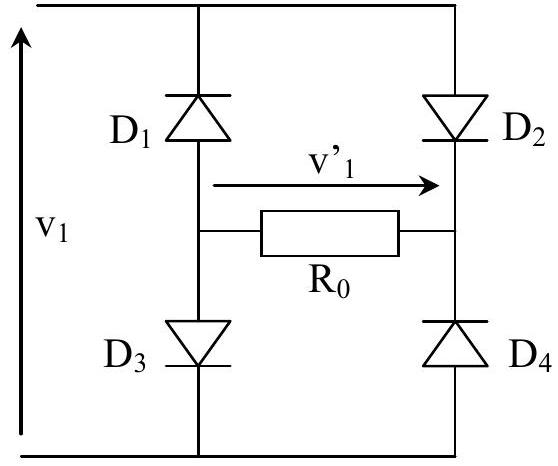 D₁
D₂
v’₁
v₁
R₀
D₃
D₄